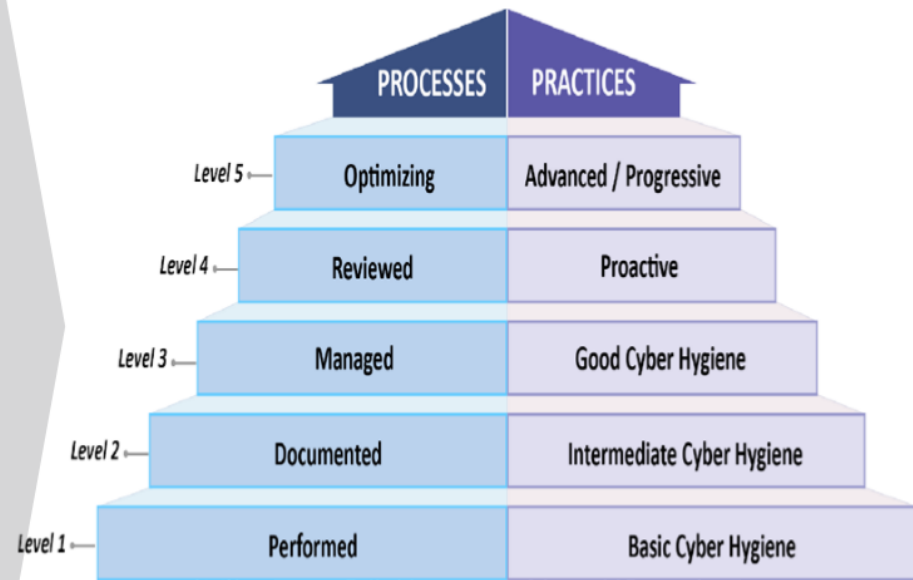 PROCESSES PRACTICES
Level 5 Optimizing Advanced / Progressive
Level 4 Reviewed Proactive
Level 3 Managed Good Cyber Hygiene
Level 2 Documented Intermediate Cyber Hygiene
Level 1 Performed Basic Cyber Hygiene